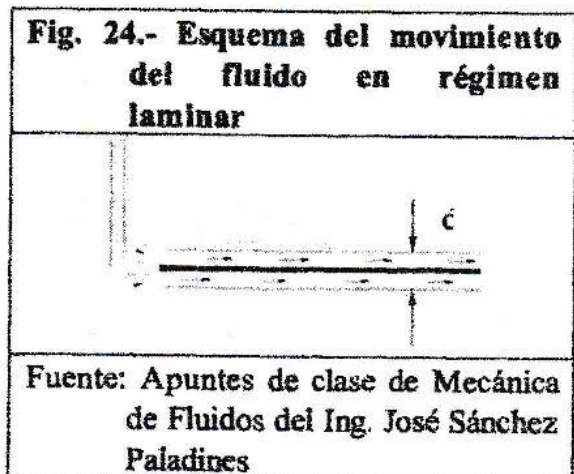 Fig. 24.- Esquema del movimiento
del fluido en régimen
laminar
Fuente: Apuntes de clase de Mecánica
de Fluidos del Ing. José Sánchez
Paladines